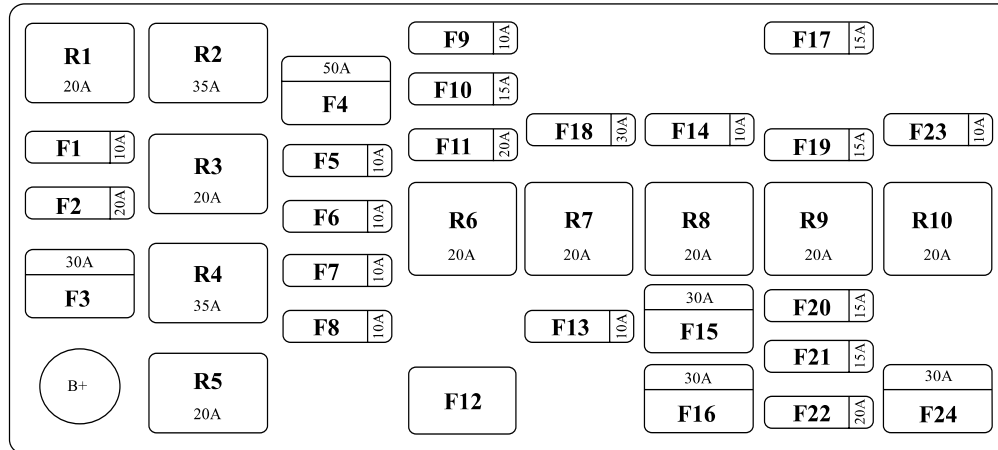 R1
20A
F1 10A
F2 20A
30A
F3
B+
R2
35A
R3
20A
R4
35A
R5
20A
50A
F4
F5 10A
F6 10A
F7 10A
F8 10A
F9 10A
F10 15A
F11 20A
R6
20A
F12
F18 30A
R7
20A
F13 10A
F14 10A
R8
20A
30A
F15
30A
F16
F17 15A
F19 15A
R9
20A
F20 15A
F21 15A
F22 20A
F23 10A
R10
20A
30A
F24